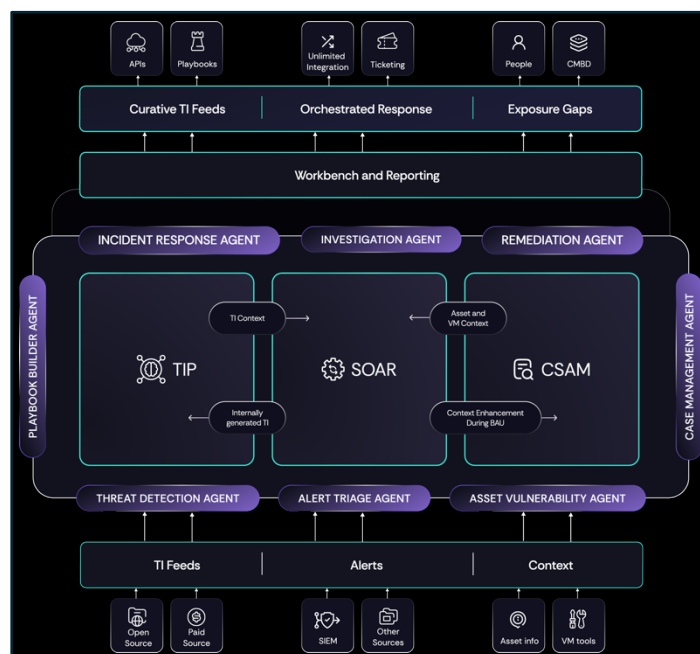 APIs
Playbooks
Unlimited
Integration
Ticketing
People
CMBD
Curative TI Feeds
Orchestrated Response
Exposure Gaps
Workbench and Reporting
INCIDENT RESPONSE AGENT
INVESTIGATION AGENT
REMEDIATION AGENT
PLAYBOOK BUILDER AGENT
CASE MANAGEMENT AGENT
TI Context
Asset and
VM Context
TIP
SOAR
CSAM
Internally
generated TI
Context Enhancement
During BAU
THREAT DETECTION AGENT
ALERT TRIAGE AGENT
ASSET VULNERABILITY AGENT
TI Feeds
Alerts
Context
Open
Source
Paid
Source
SIEM
Other
Sources
Asset info
VM tools